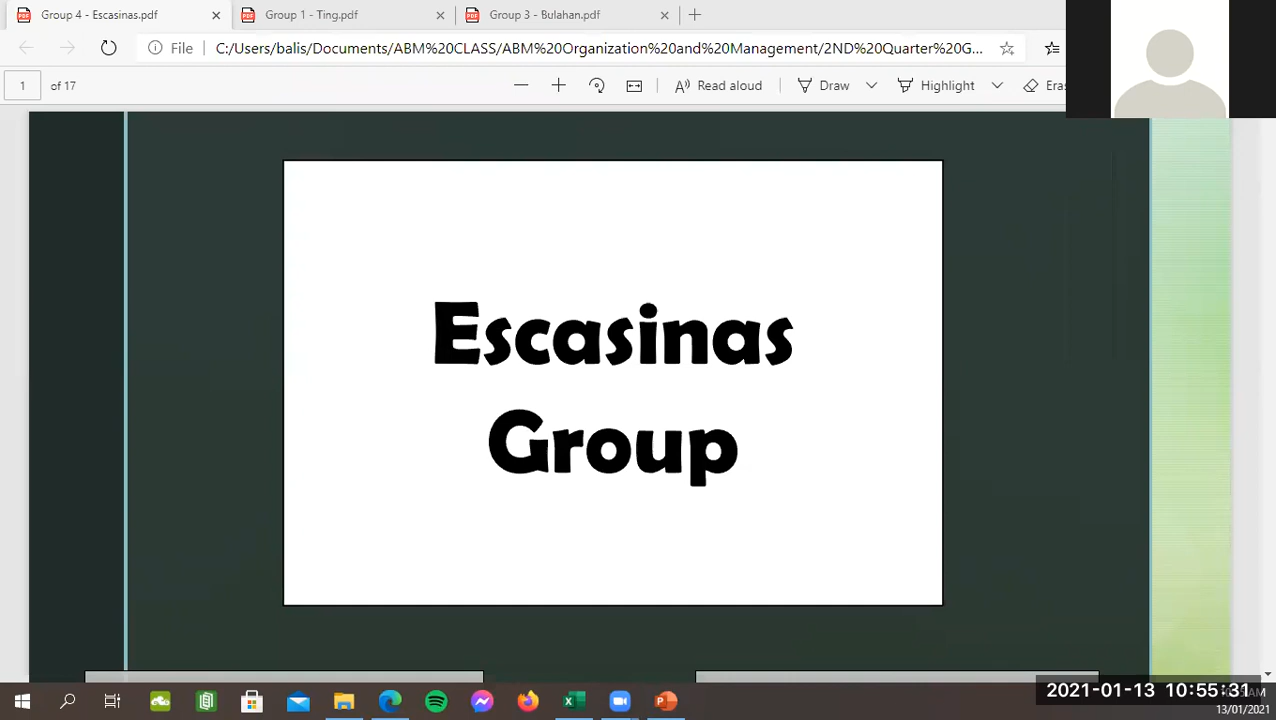 Group 4 - Escasinas.pdf
Group 1 - Ting.pdf
Group 3 - Bulahan.pdf
File
C:/Users/balis/Documents/ABM%20CLASS/ABM%20Organization%20and%20Management/2ND%20Quarter%20G...
1 of 17
Read aloud
Draw
Highlight
Eras
Escasinas
Group
2021-01-13 10:55:31
13/01/2021